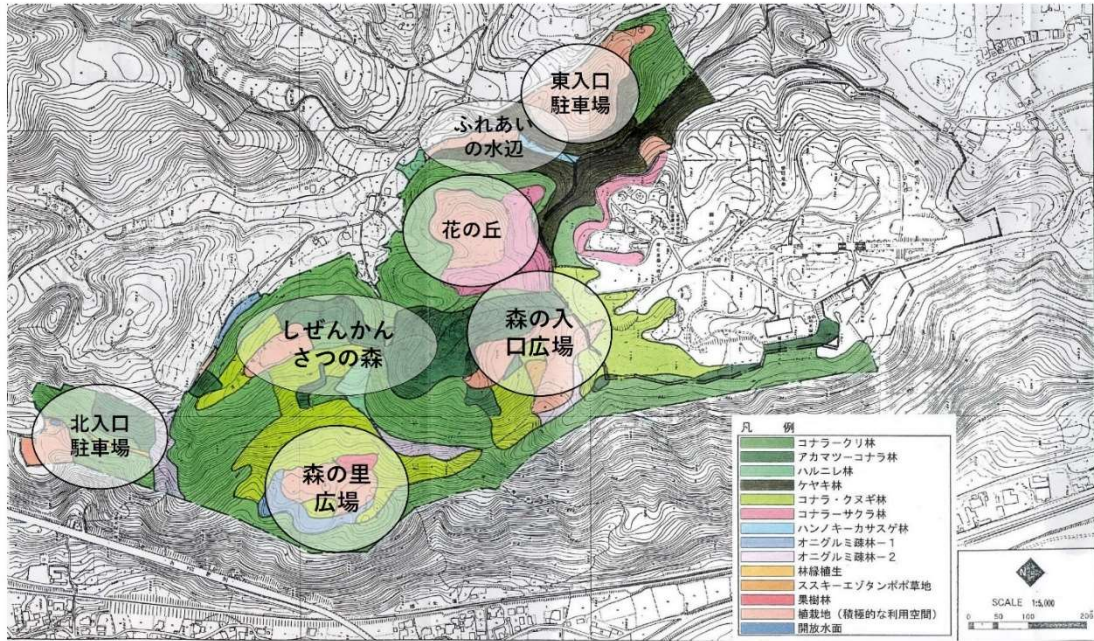 東入口
駐車場
ふれあい
の水辺
花の丘
しぜんかん
さつの森
森の入
口広場
北入口
駐車場
森の里
広場
凡 例
コナラークリ林
アカマツーコナラ林
ハルニレ林
ケヤキ林
コナラ・クヌギ林
コナラーサクラ林
ハンノキーカサスゲ林
オニグルミ疎林ー1
オニグルミ疎林ー2
林縁植生
ススキーエゾタンポポ草地
果樹林
植栽地（積極的な利用空間）
開放水面
SCALE 1:5,000
0 50 100 200